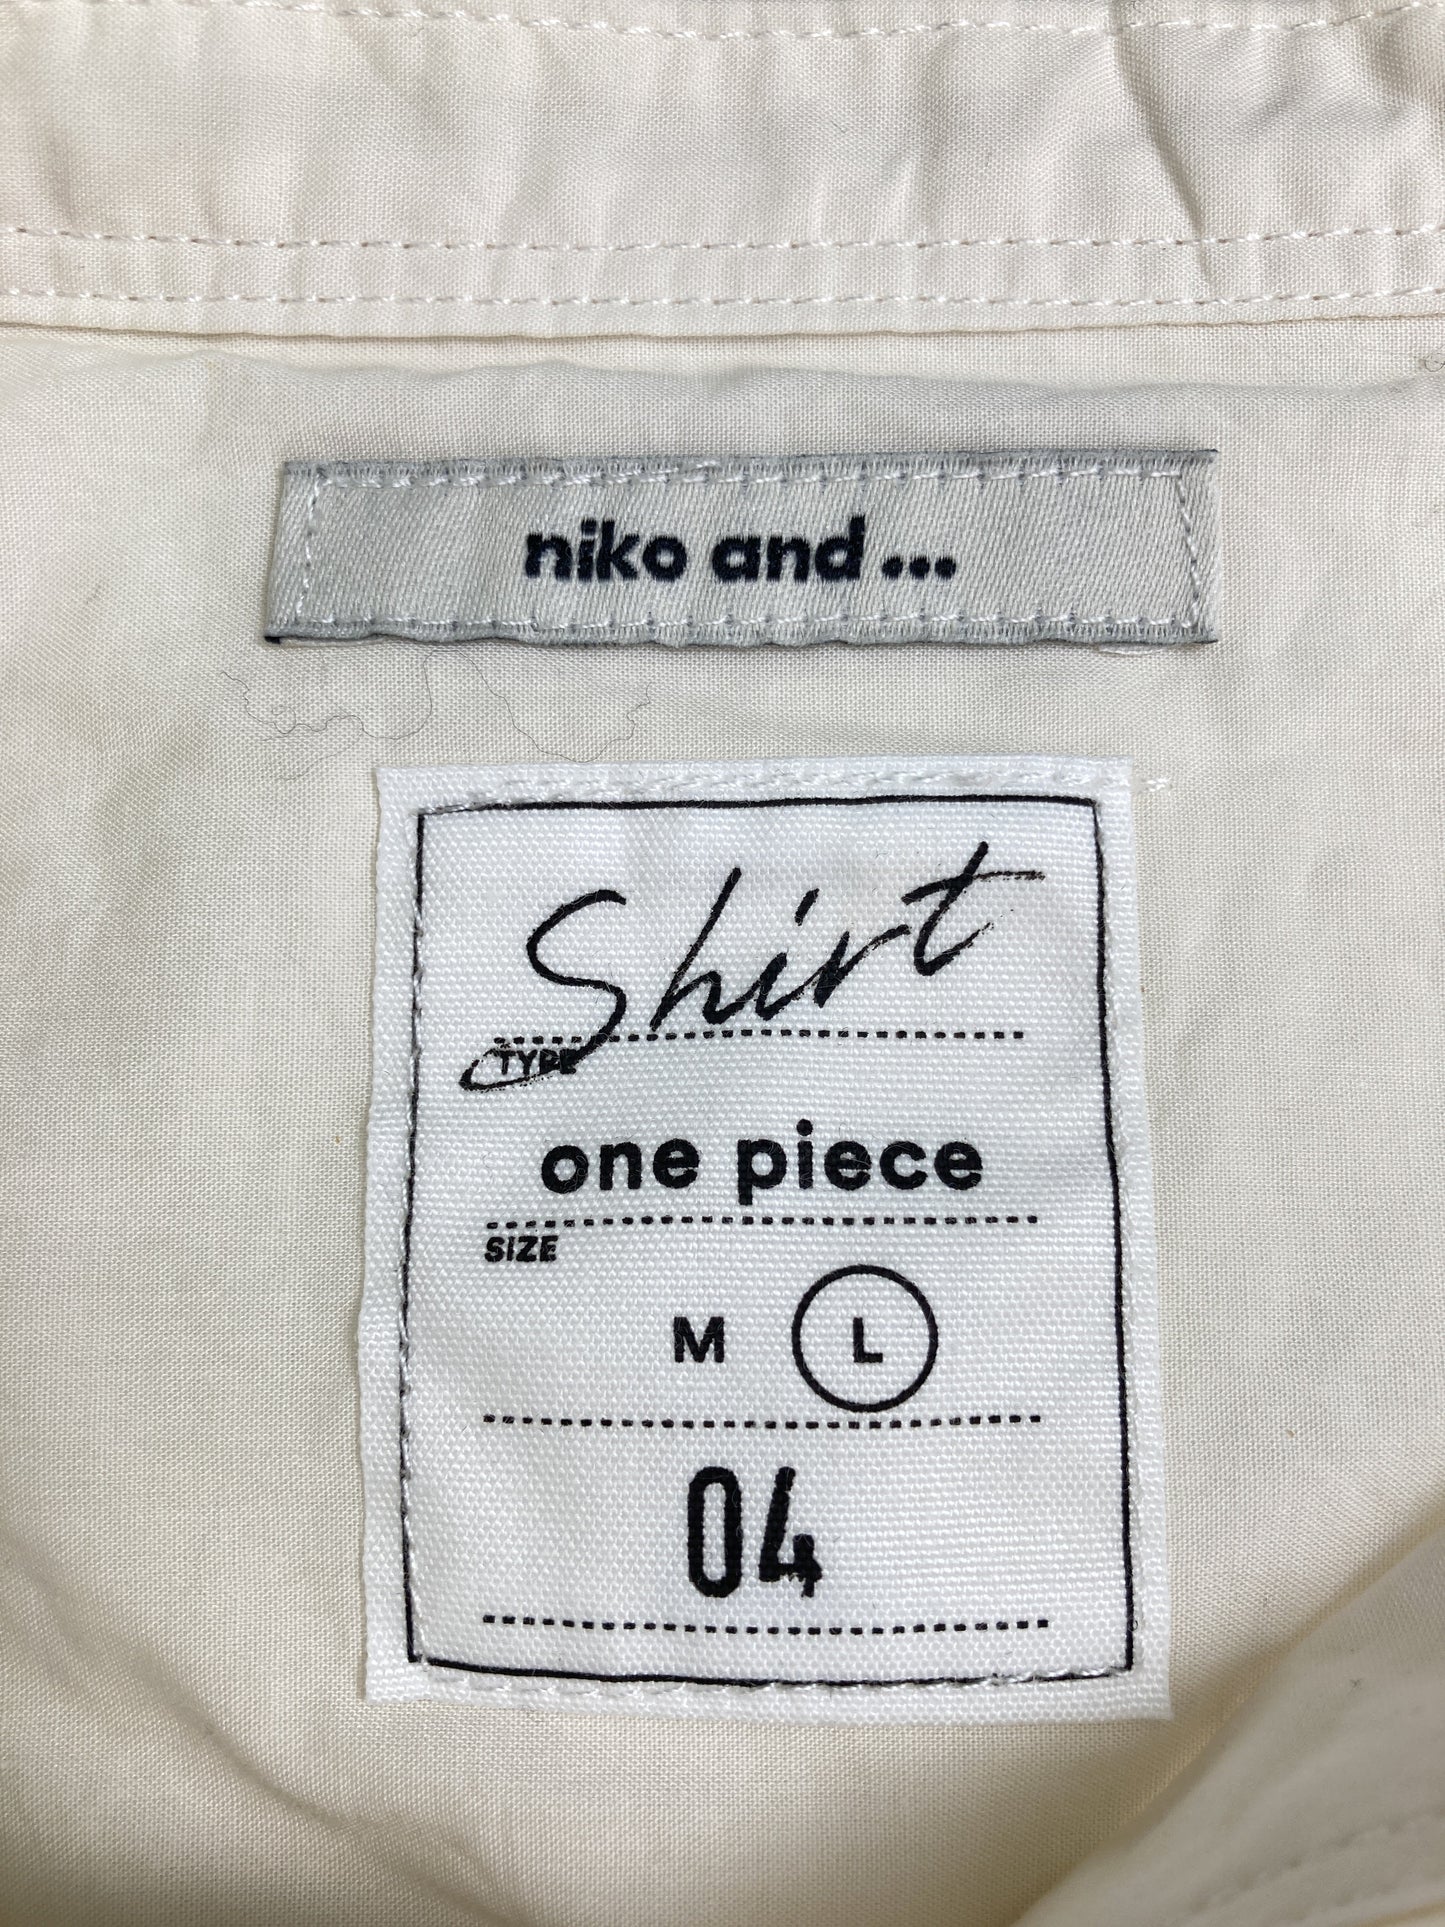 niko and ...
Shirt
TYPE
one piece
SIZE
M L
04